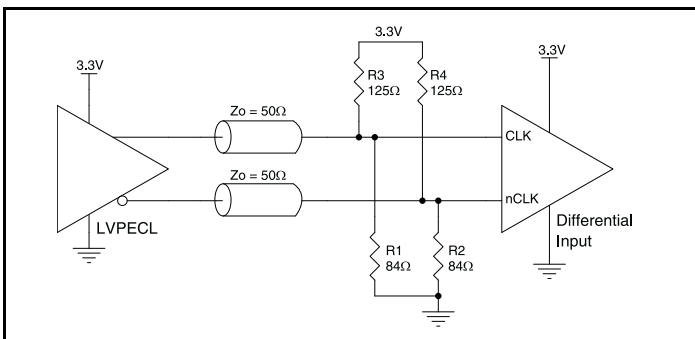 3.3V
3.3V
3.3V
R3
125Ω
R4
125Ω
Zo = 50Ω
CLK
Zo = 50Ω
nCLK
LVPECL
Differential
Input
R1
84Ω
R2
84Ω